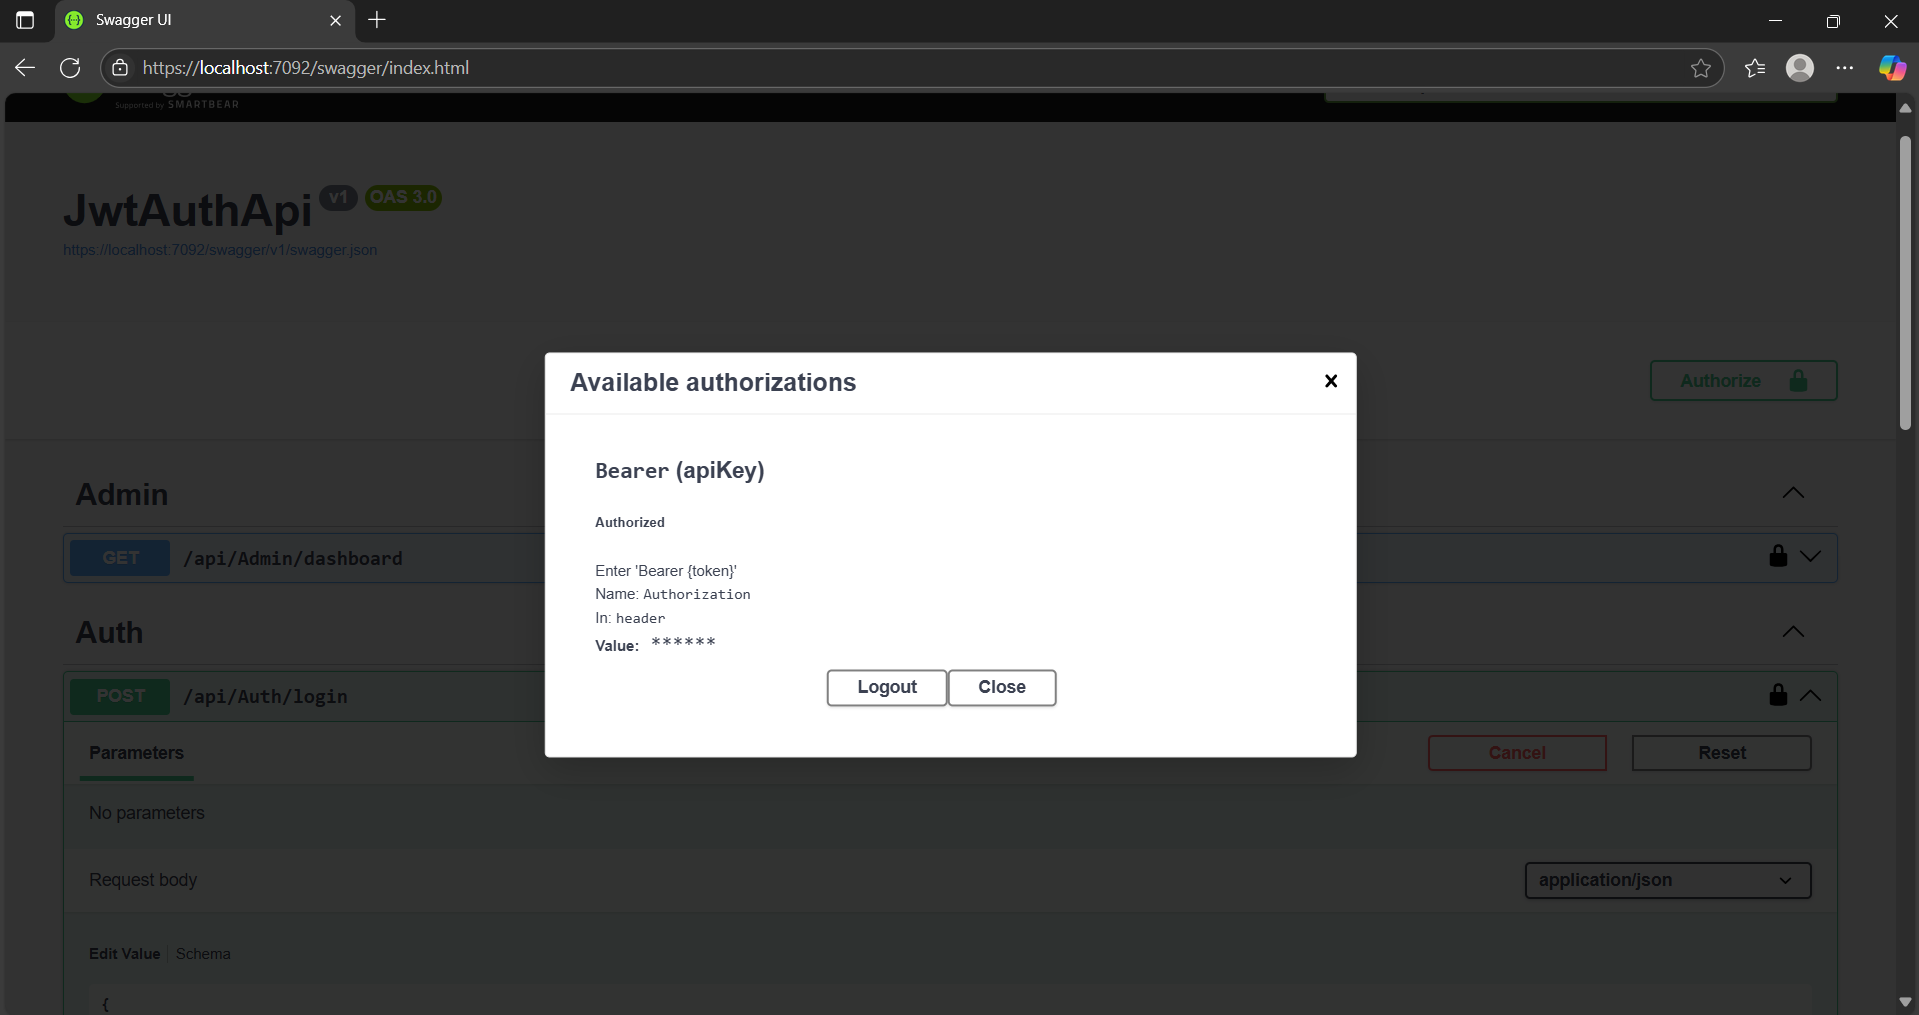 Swagger UI
https://localhost:7092/swagger/index.html
Supported by SMARTBEAR
JwtAuthApi v1 OAS 3.0
https://localhost:7092/swagger/v1/swagger.json
Authorize
Available authorizations
Bearer (apiKey)
Authorized
Enter 'Bearer {token}'
Name: Authorization
In: header
Value: ******
Logout Close
Admin
GET /api/Admin/dashboard
Auth
POST /api/Auth/login
Parameters
Cancel Reset
No parameters
Request body
application/json
Edit Value Schema
{